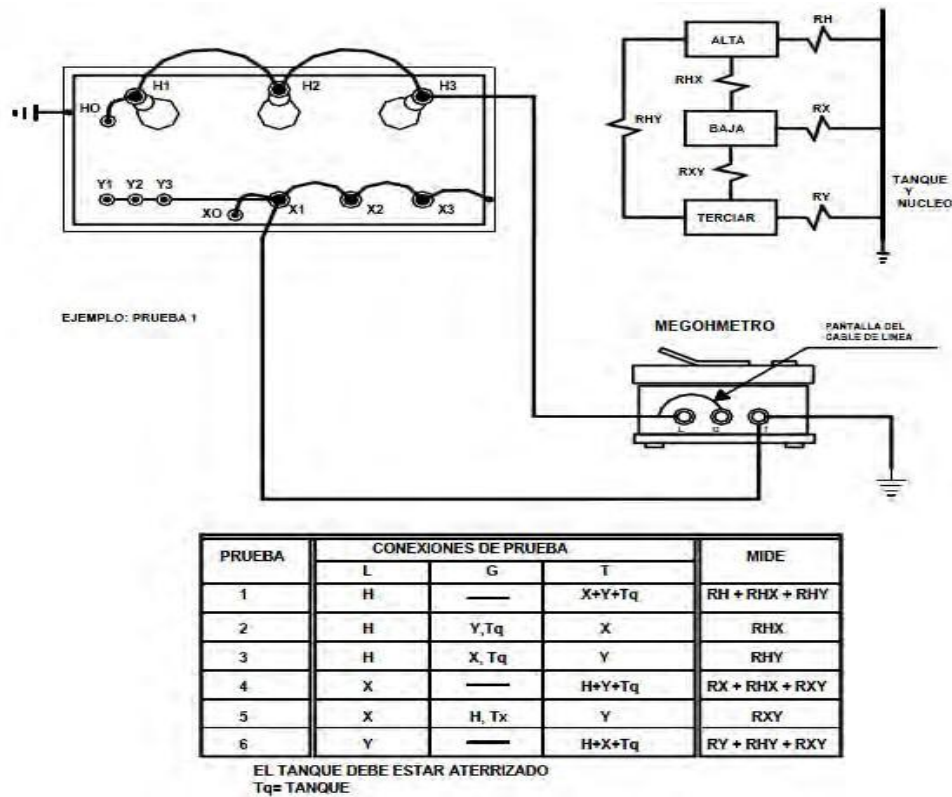 H1
H2
H3
HO
Y1 Y2 Y3
XO
X1
X2
X3
RH
ALTA
RHX
RHY
BAJA
RX
RXY
TERCIAR
RY
TANQUE
Y
NUCLEO
EJEMPLO: PRUEBA 1
MEGOHMETRO
PANTALLA DEL
CABLE DE LINEA
L G T
PRUEBA CONEXIONES DE PRUEBA MIDE
L G T
1 H —— X+Y+Tq RH + RHX + RHY
2 H Y,Tq X RHX
3 H X, Tq Y RHY
4 X —— H+Y+Tq RX + RHX + RXY
5 X H, Tx Y RXY
6 Y —— H+X+Tq RY + RHY + RXY
EL TANQUE DEBE ESTAR ATERRIZADO
Tq= TANQUE